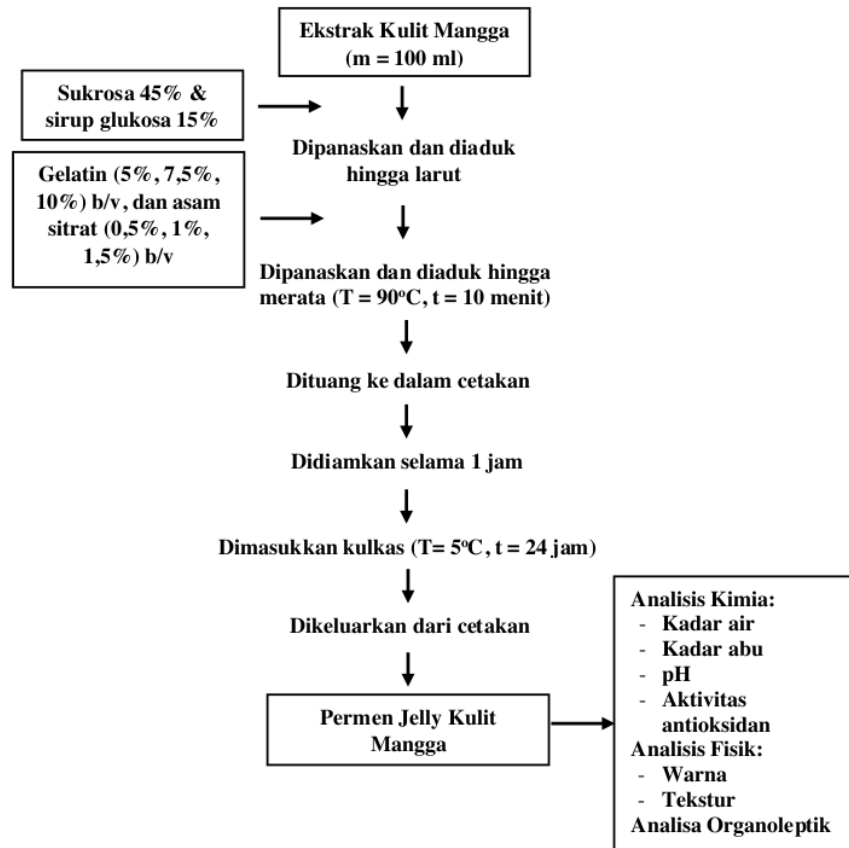 Ekstrak Kulit Mangga
(m = 100 ml)
Sukrosa 45% &
sirup glukosa 15%
Dipanaskan dan diaduk
hingga larut
Gelatin (5%, 7,5%,
10%) b/v, dan asam
sitrat (0,5%, 1%,
1,5%) b/v
Dipanaskan dan diaduk hingga
merata (T = 90°C, t = 10 menit)
Dituang ke dalam cetakan
Didiamkan selama 1 jam
Dimasukkan kulkas (T= 5°C, t = 24 jam)
Dikeluarkan dari cetakan
Permen Jelly Kulit
Mangga
Analisis Kimia:
- Kadar air
- Kadar abu
- pH
- Aktivitas
antioksidan
Analisis Fisik:
- Warna
- Tekstur
Analisa Organoleptik